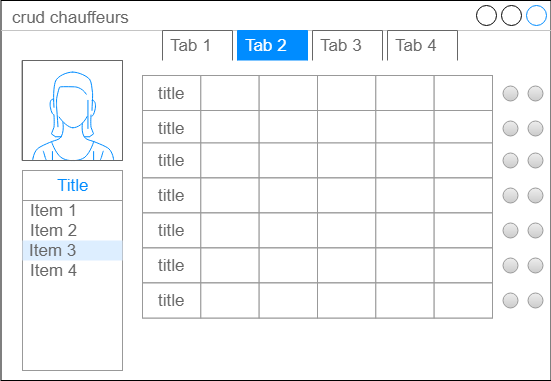 crud chauffeurs
Tab 1 Tab 2 Tab 3 Tab 4
title
title
title
title
title
title
title
Title
Item 1
Item 2
Item 3
Item 4